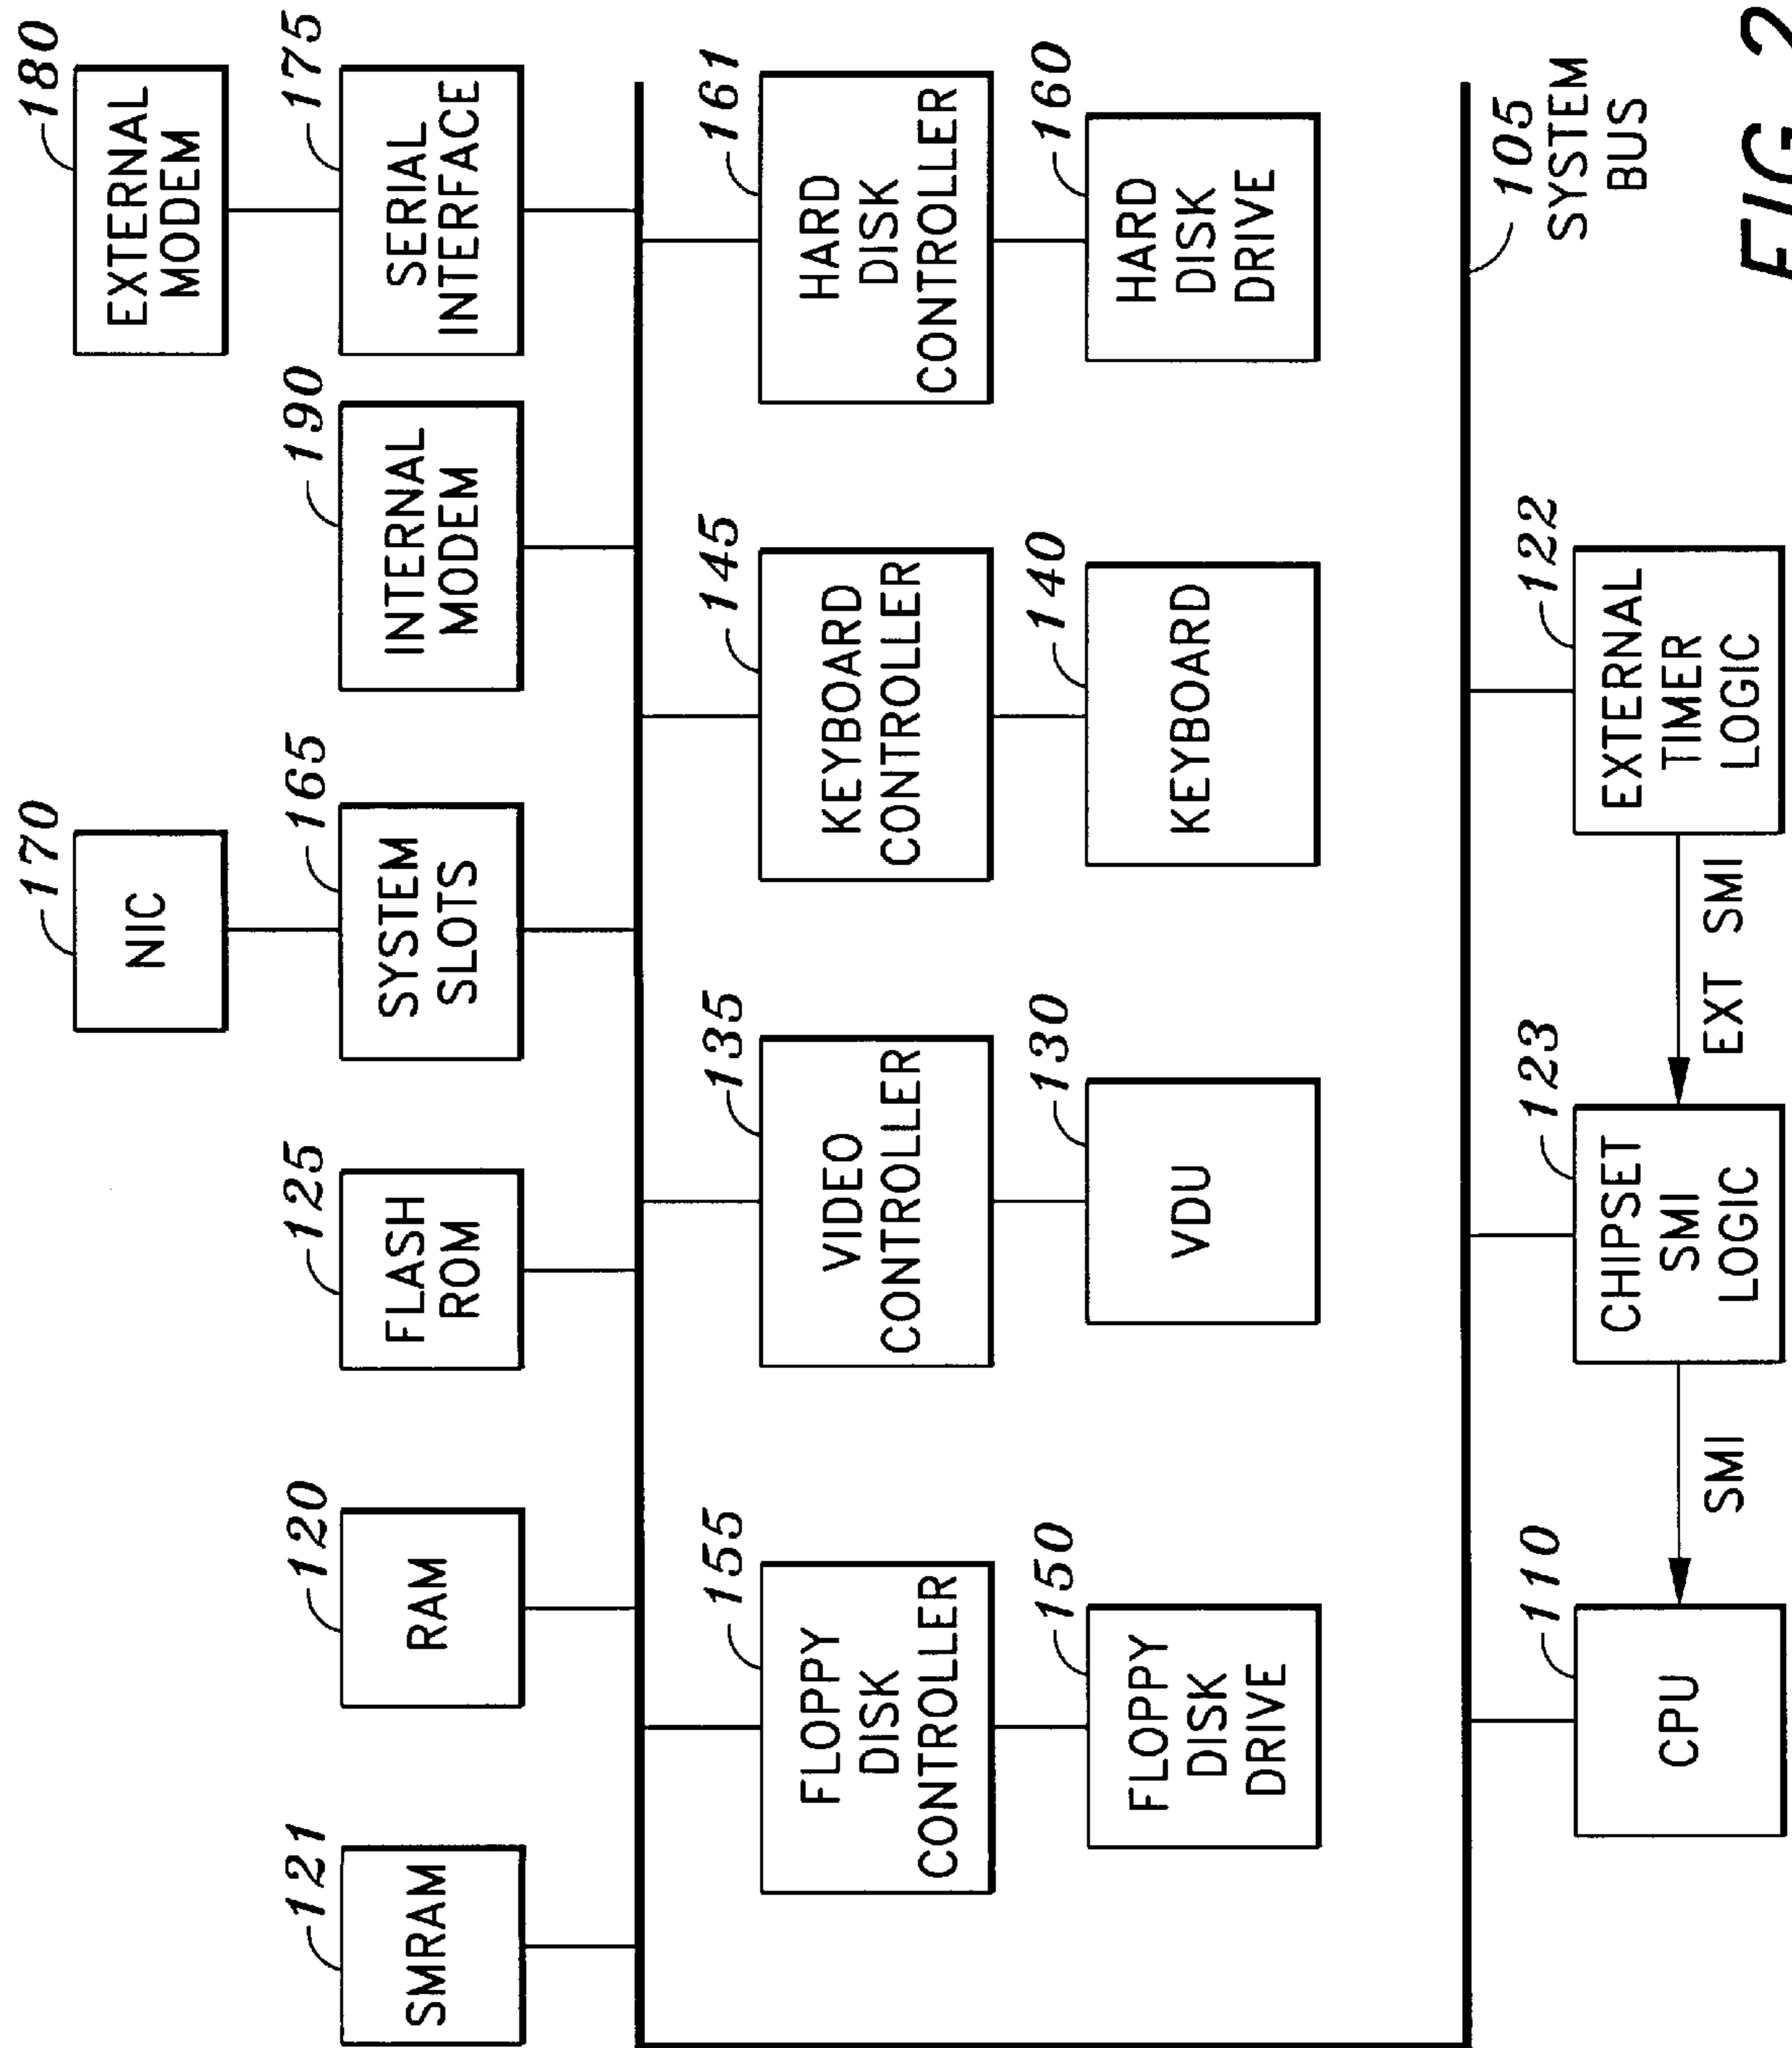 180
EXTERNAL
MODEM
170
NIC
175
SERIAL
INTERFACE
190
INTERNAL
MODEM
165
SYSTEM
SLOTS
125
FLASH
ROM
120
RAM
121
SMRAM
155
FLOPPY
DISK
CONTROLLER
135
VIDEO
CONTROLLER
145
KEYBOARD
CONTROLLER
161
HARD
DISK
CONTROLLER
150
FLOPPY
DISK
DRIVE
130
VDU
140
KEYBOARD
160
HARD
DISK
DRIVE
105
SYSTEM
BUS
110
CPU
SMI
123
CHIPSET
SMI
LOGIC
EXT SMI
122
EXTERNAL
TIMER
LOGIC
FIG. 2